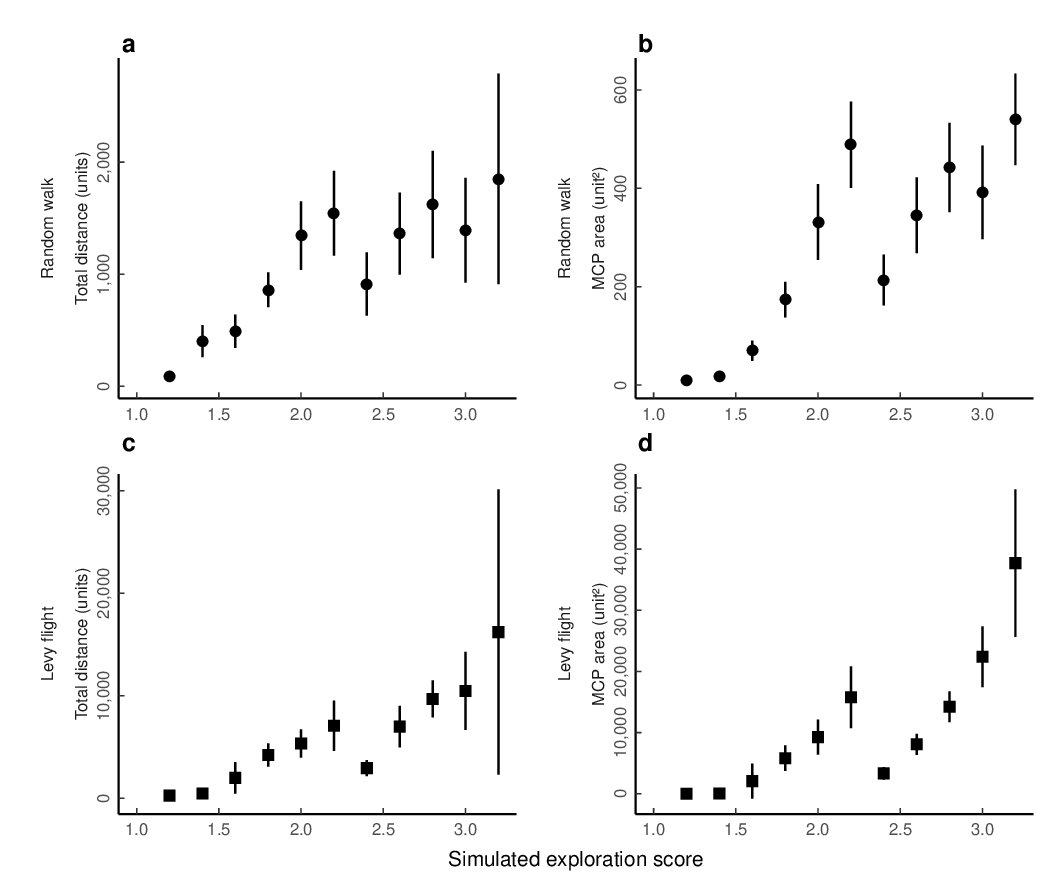 a
Random walk
Total distance (units)
2,000
1,000
0
1.0 1.5 2.0 2.5 3.0
b
Random walk
MCP area (unit²)
600
400
200
0
1.0 1.5 2.0 2.5 3.0
c
Levy flight
Total distance (units)
30,000
20,000
10,000
0
1.0 1.5 2.0 2.5 3.0
d
Levy flight
MCP area (unit²)
50,000
40,000
30,000
20,000
10,000
0
1.0 1.5 2.0 2.5 3.0
Simulated exploration score